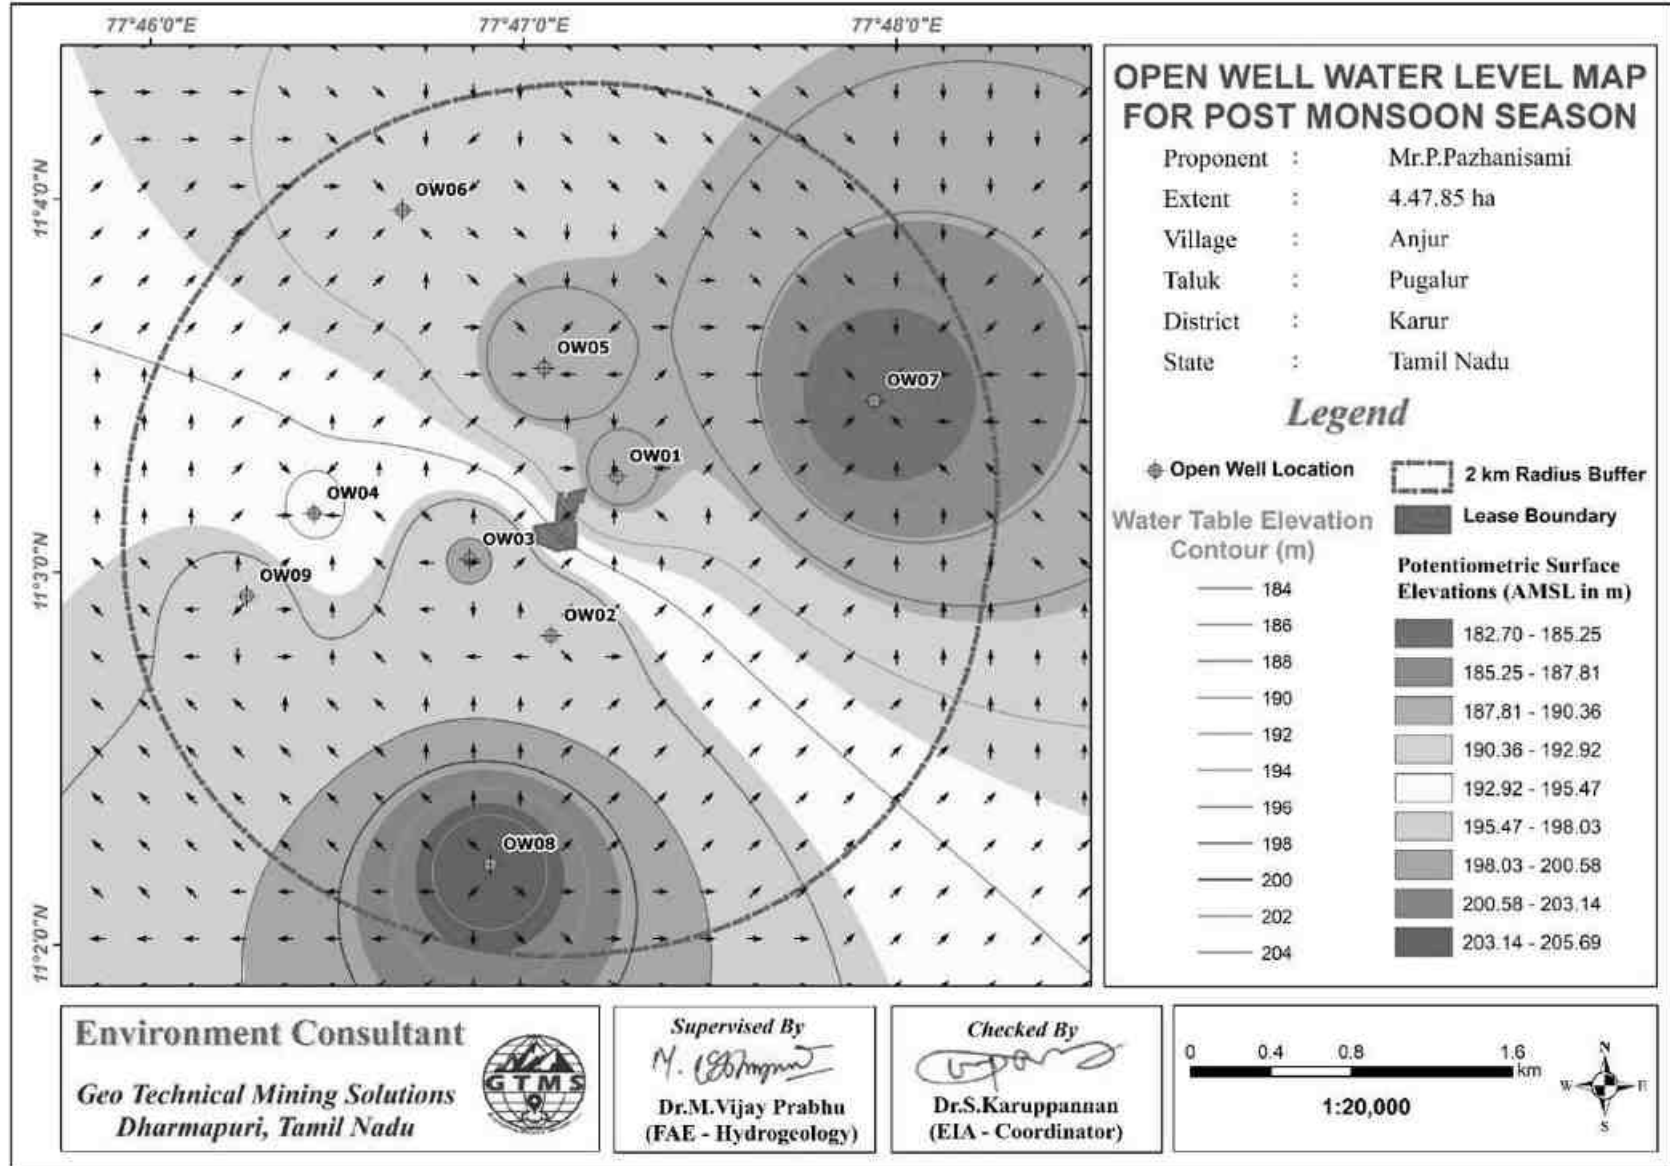 77°46'0"E
77°47'0"E
77°48'0"E
11°4'0"N
11°3'0"N
11°2'0"N
OW06
OW05
OW07
OW01
OW04
OW03
OW09
OW02
OW08
OPEN WELL WATER LEVEL MAP
FOR POST MONSOON SEASON
Proponent : Mr.P.Pazhanisami
Extent : 4.47.85 ha
Village : Anjur
Taluk : Pugalur
District : Karur
State : Tamil Nadu
Legend
Open Well Location
2 km Radius Buffer
Lease Boundary
Water Table Elevation
Contour (m)
184
186
188
190
192
194
196
198
200
202
204
Potentiometric Surface
Elevations (AMSL in m)
182.70 - 185.25
185.25 - 187.81
187.81 - 190.36
190.36 - 192.92
192.92 - 195.47
195.47 - 198.03
198.03 - 200.58
200.58 - 203.14
203.14 - 205.69
Environment Consultant
Geo Technical Mining Solutions
Dharmapuri, Tamil Nadu
GTMS
Supervised By
Dr.M.Vijay Prabhu
(FAE - Hydrogeology)
Checked By
Dr.S.Karuppannan
(EIA - Coordinator)
0 0.4 0.8 1.6
km
1:20,000
N
W E
S